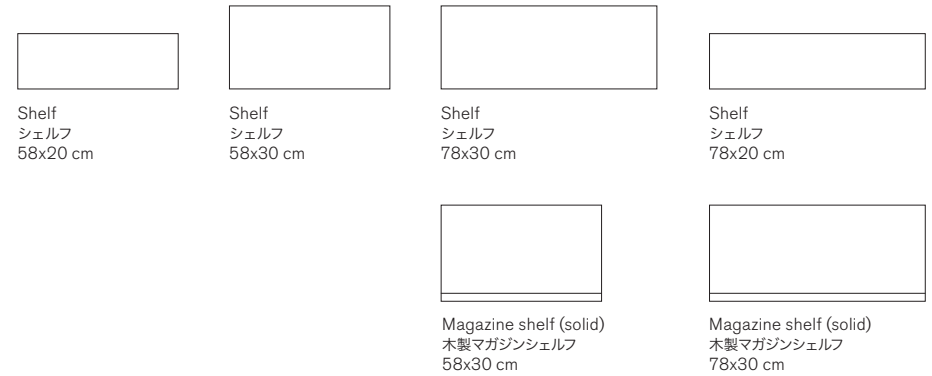 Shelf
シェルフ
58x20 cm
Shelf
シェルフ
58x30 cm
Shelf
シェルフ
78x30 cm
Shelf
シェルフ
78x20 cm
Magazine shelf (solid)
木製マガジンシェルフ
58x30 cm
Magazine shelf (solid)
木製マガジンシェルフ
78x30 cm